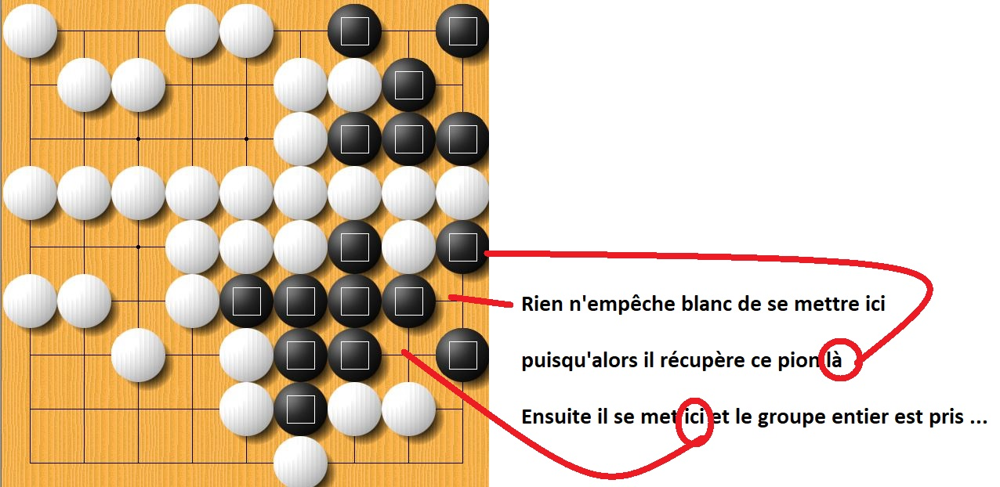 Rien n'empêche blanc de se mettre ici
puisqu'alors il récupère ce pion là
Ensuite il se met ici et le groupe entier est pris ...